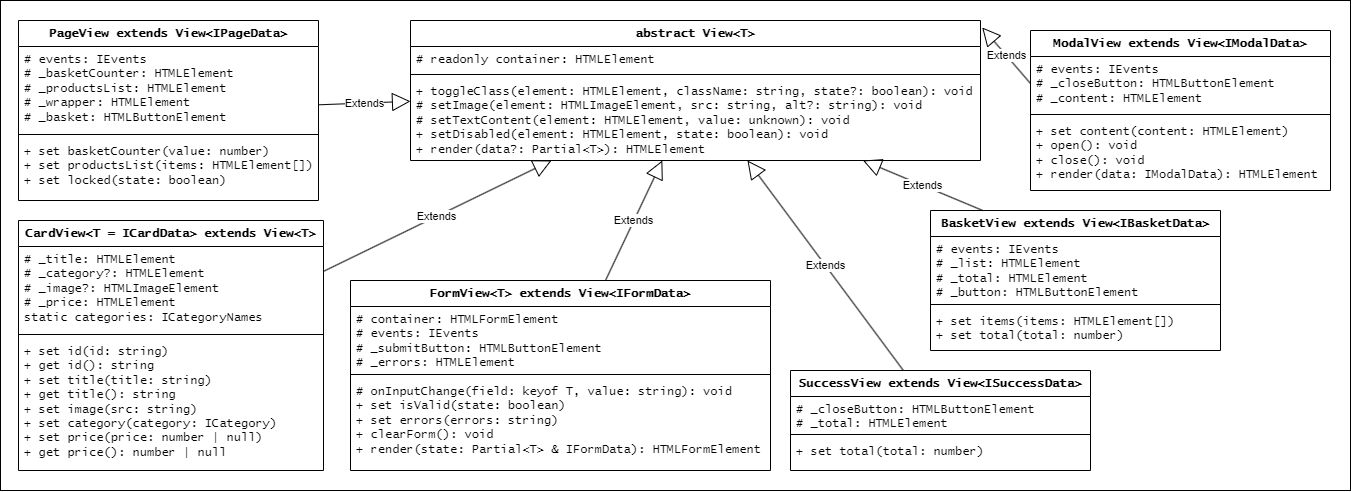 PageView extends View<IPageData>
# events: IEvents
# _basketCounter: HTMLElement
# _productsList: HTMLElement
# _wrapper: HTMLElement
# _basket: HTMLButtonElement
+ set basketCounter(value: number)
+ set productsList(items: HTMLElement[])
+ set locked(state: boolean)
Extends
abstract View<T>
# readonly container: HTMLElement
+ toggleClass(element: HTMLElement, className: string, state?: boolean): void
# setImage(element: HTMLImageElement, src: string, alt?: string): void
# setTextContent(element: HTMLElement, value: unknown): void
+ setDisabled(element: HTMLElement, state: boolean): void
+ render(data?: Partial<T>): HTMLElement
Extends
ModalView extends View<IModalData>
# events: IEvents
# _closeButton: HTMLButtonElement
# _content: HTMLElement
+ set content(content: HTMLElement)
+ open(): void
+ close(): void
+ render(data: IModalData): HTMLElement
CardView<T = ICardData> extends View<T>
# _title: HTMLElement
# _category?: HTMLElement
# _image?: HTMLImageElement
# _price: HTMLElement
static categories: ICategoryNames
+ set id(id: string)
+ get id(): string
+ set title(title: string)
+ get title(): string
+ set image(src: string)
+ set category(category: ICategory)
+ set price(price: number | null)
+ get price(): number | null
Extends
Extends
FormView<T> extends View<IFormData>
# container: HTMLFormElement
# events: IEvents
# _submitButton: HTMLButtonElement
# _errors: HTMLElement
# onInputChange(field: keyof T, value: string): void
+ set isValid(state: boolean)
+ set errors(errors: string)
+ clearForm(): void
+ render(state: Partial<T> & IFormData): HTMLFormElement
Extends
SuccessView extends View<ISuccessData>
# _closeButton: HTMLButtonElement
# _total: HTMLElement
+ set total(total: number)
Extends
BasketView extends View<IBasketData>
# events: IEvents
# _list: HTMLElement
# _total: HTMLElement
# _button: HTMLButtonElement
+ set items(items: HTMLElement[])
+ set total(total: number)